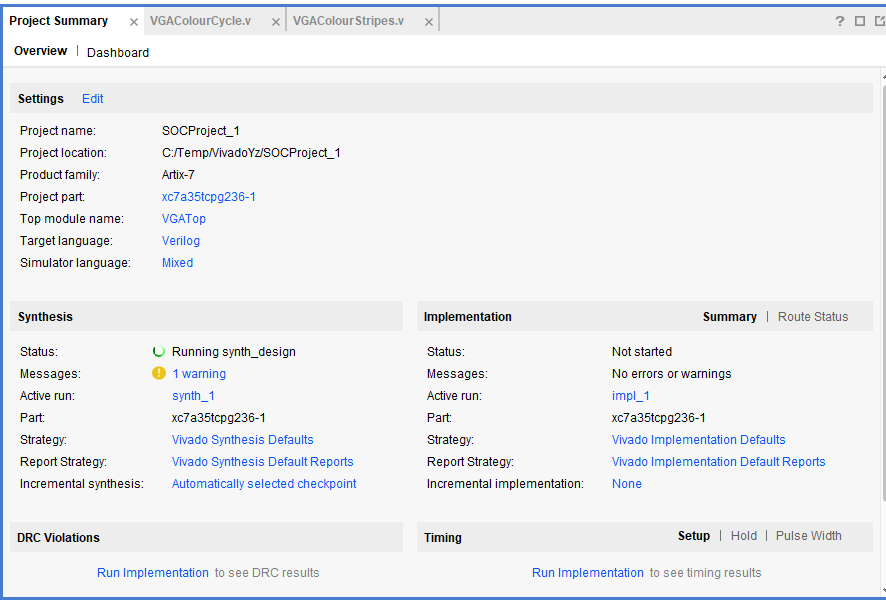 Project Summary × VGAColourCycle.v × VGAColourStripes.v × ?
Overview | Dashboard
Settings Edit
Project name: SOCProject_1
Project location: C:/Temp/VivadoYz/SOCProject_1
Product family: Artix-7
Project part: xc7a35tcpg236-1
Top module name: VGATop
Target language: Verilog
Simulator language: Mixed
Synthesis
Status: Running synth_design
Messages: 1 warning
Active run: synth_1
Part: xc7a35tcpg236-1
Strategy: Vivado Synthesis Defaults
Report Strategy: Vivado Synthesis Default Reports
Incremental synthesis: Automatically selected checkpoint
Implementation Summary | Route Status
Status: Not started
Messages: No errors or warnings
Active run: impl_1
Part: xc7a35tcpg236-1
Strategy: Vivado Implementation Defaults
Report Strategy: Vivado Implementation Default Reports
Incremental implementation: None
DRC Violations
Run Implementation to see DRC results
Timing Setup | Hold | Pulse Width
Run Implementation to see timing results